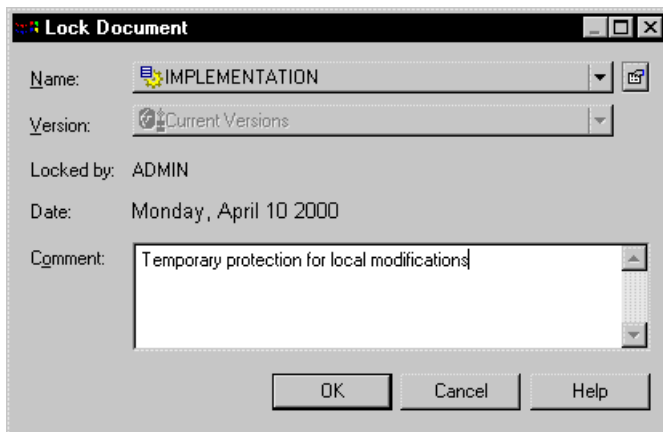 Lock Document
Name: IMPLEMENTATION
Version: Current Versions
Locked by: ADMIN
Date: Monday, April 10 2000
Comment: Temporary protection for local modifications
OK Cancel Help